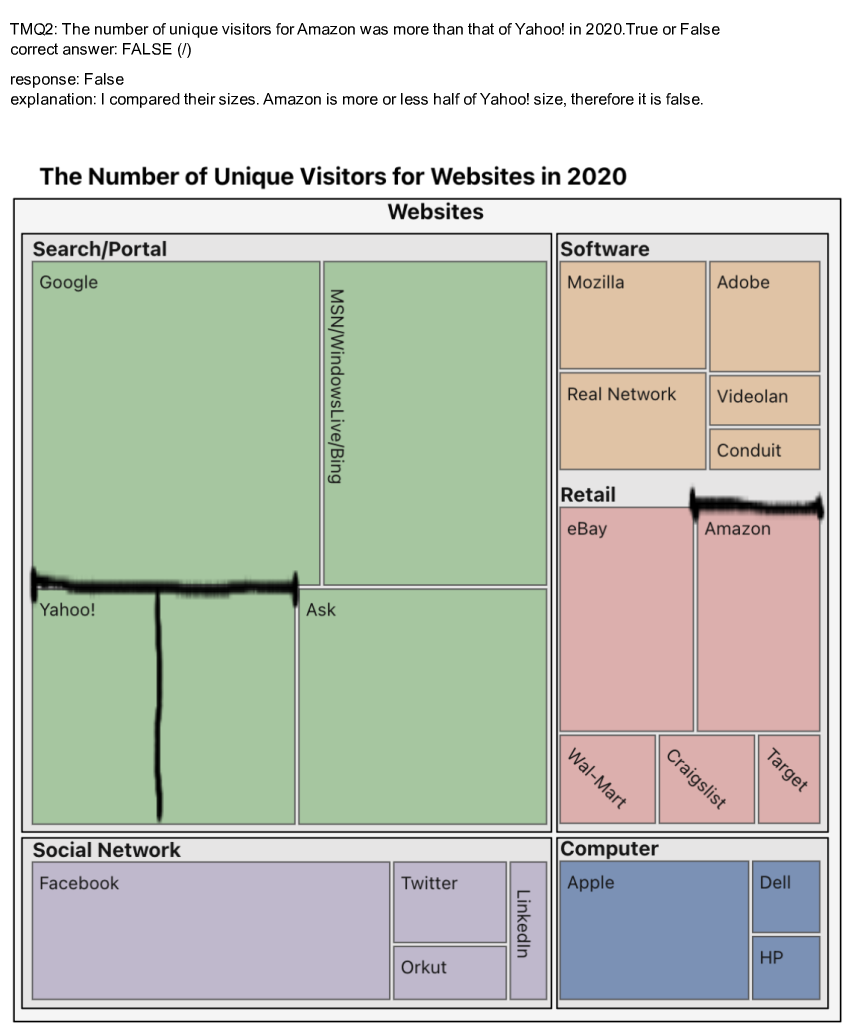 TMQ2: The number of unique visitors for Amazon was more than that of Yahoo! in 2020.True or False
correct answer: FALSE (/)
response: False
explanation: I compared their sizes. Amazon is more or less half of Yahoo! size, therefore it is false.
The Number of Unique Visitors for Websites in 2020
Websites
Search/Portal
Google
MSN/WindowsLive/Bing
Yahoo!
Ask
Software
Mozilla
Adobe
Real Network
Videolan
Conduit
Retail
eBay
Amazon
Wal-Mart
Craigslist
Target
Social Network
Facebook
Twitter
Orkut
LinkedIn
Computer
Apple
Dell
HP